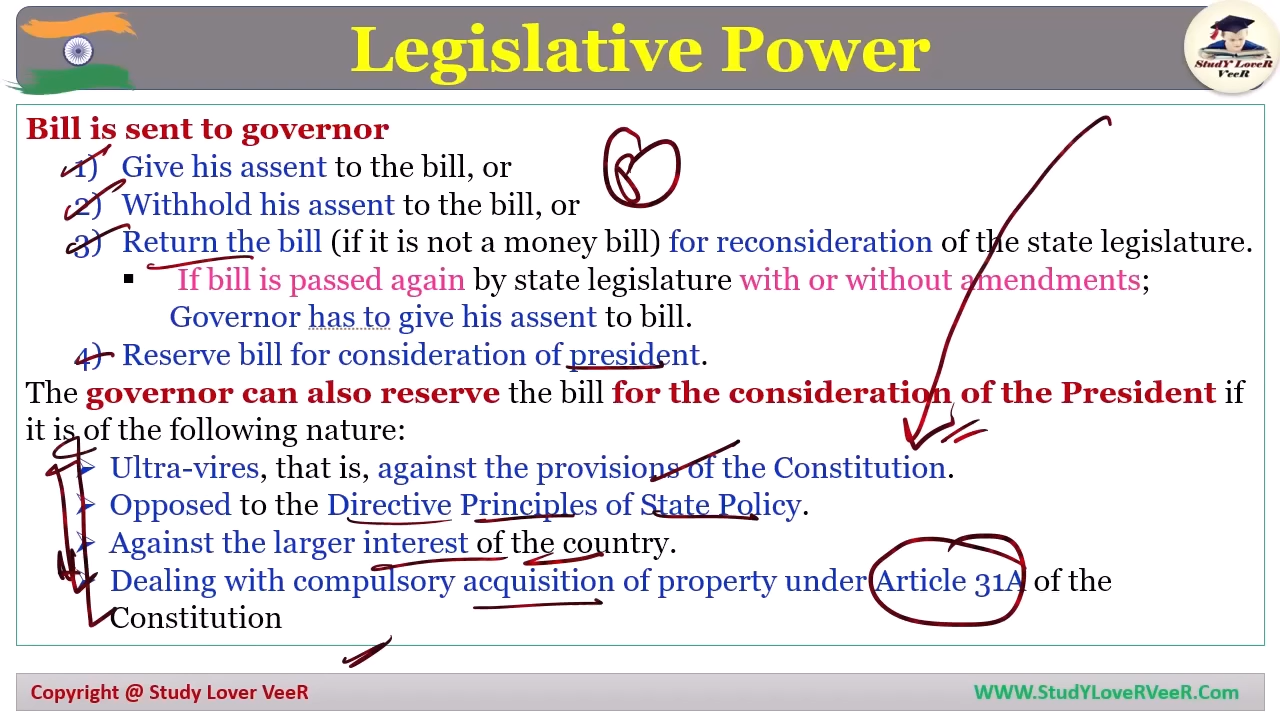 Legislative Power
StudY LoveR
VeeR
Bill is sent to governor
1) Give his assent to the bill, or
2) Withhold his assent to the bill, or
3) Return the bill (if it is not a money bill) for reconsideration of the state legislature.
▪ If bill is passed again by state legislature with or without amendments;
Governor has to give his assent to bill.
4) Reserve bill for consideration of president.
The governor can also reserve the bill for the consideration of the President if
it is of the following nature:
➢ Ultra-vires, that is, against the provisions of the Constitution.
➢ Opposed to the Directive Principles of State Policy.
➢ Against the larger interest of the country.
➢ Dealing with compulsory acquisition of property under Article 31A of the
Constitution
Copyright @ Study Lover VeeR
WWW.StudYLoveRVeeR.Com